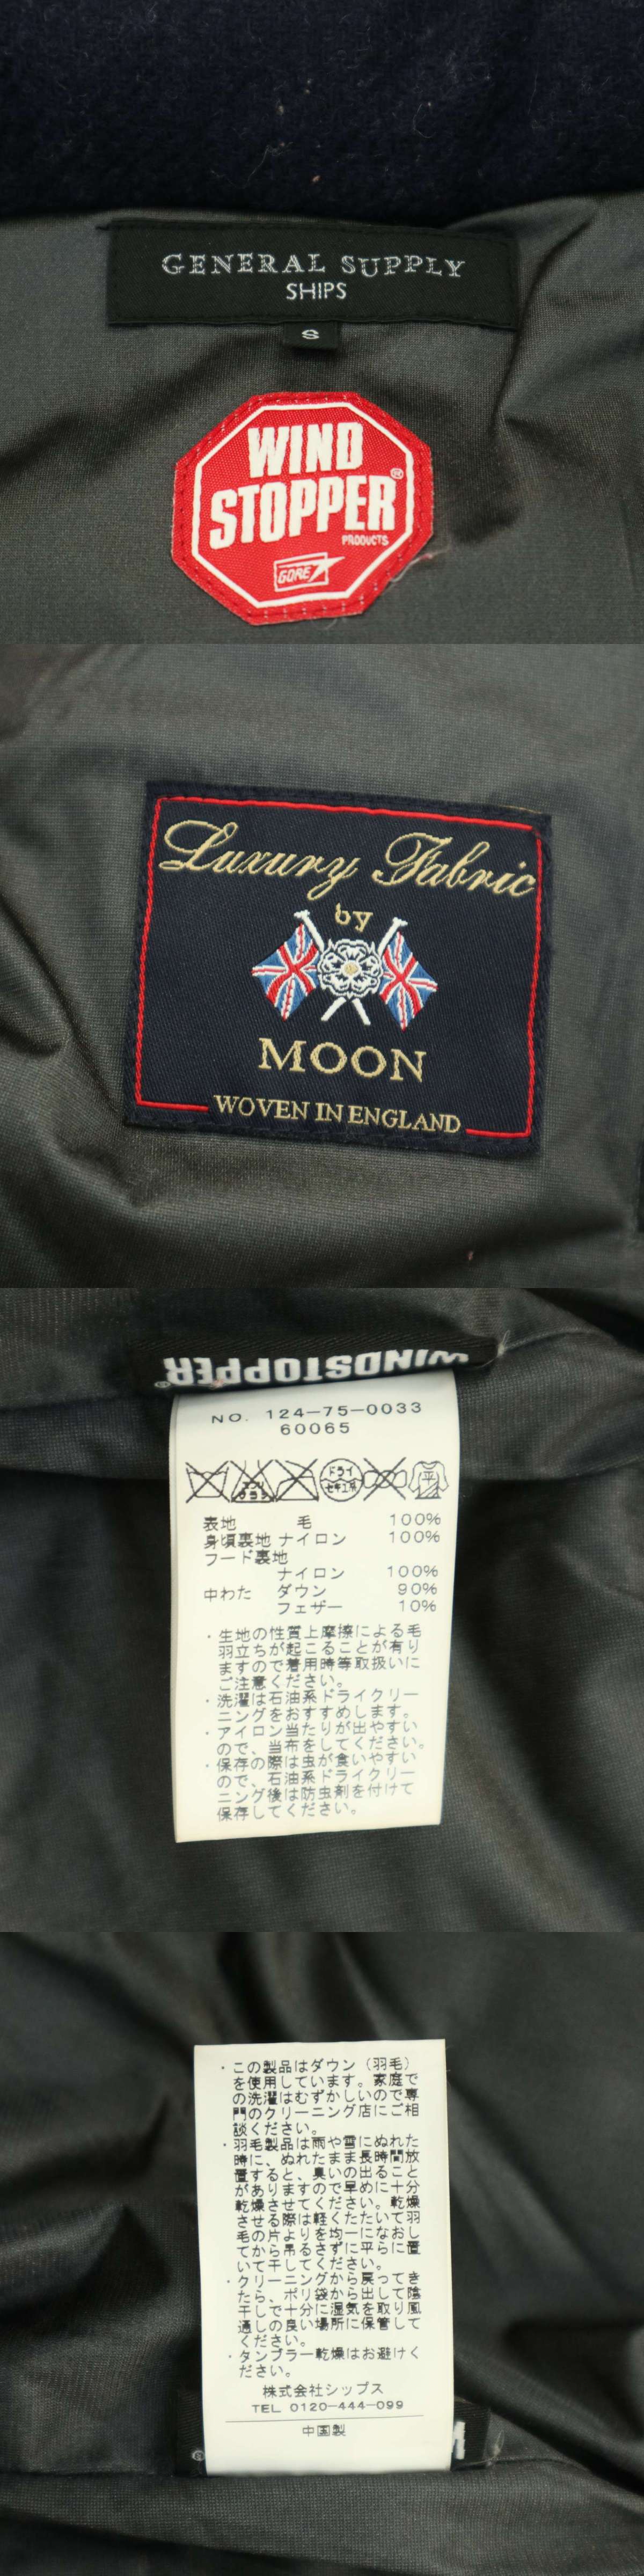 GENERAL SUPPLY
SHIPS
S
WIND
STOPPER®
PRODUCTS
GORE
Luxury Fabric
by
MOON
WOVEN IN ENGLAND
WINDSTOPPER®
NO. 124-75-0033
60065
ドライ
セキユ系
平
表地 毛 100%
身頃裏地 ナイロン 100%
フード裏地
ナイロン 100%
中わた ダウン 90%
フェザー 10%
・生地の性質上摩擦による毛
羽立ちが起こることが有り
ますので着用時等取扱いに
ご注意ください。
・洗濯は石油系ドライクリー
ニングをおすすめします。
・アイロン当たりが出やすい
ので、当布をしてください。
・保存の際は虫が食いやすい
ので、石油系ドライクリー
ニング後は防虫剤を付けて
保存してください。
・この製品はダウン（羽毛）
を使用しています。家庭で
の洗濯はむずかしいので専
門のクリーニング店にご相
談ください。
・羽毛製品は雨や雪にぬれた
時に、ぬれたまま長時間放
置すると、臭いの出ること
がありますので早めに十分
乾燥させてください。乾燥
させる際は軽くたたいて羽
毛の片よりを均一になおし
てから吊るさずに平らに置
いて干してください。
・クリーニングから戻ってき
たら、ポリ袋から出して陰
干しで十分に湿気を取り風
通しの良い場所に保管して
ください。
・タンブラー乾燥はお避けく
ださい。
株式会社シップス
TEL 0120-444-099
中国製